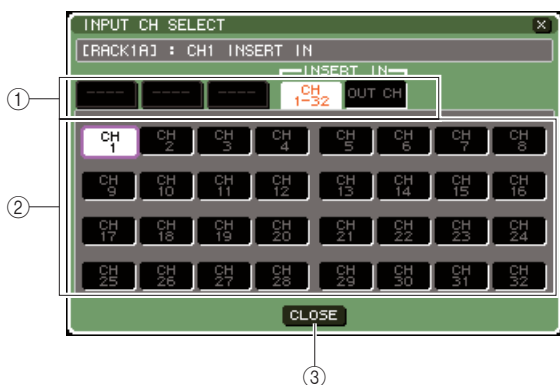 INPUT CH SELECT
[RACK1A] : CH1 INSERT IN
INSERT IN
---- ---- ---- CH 1-32 OUT CH
CH 1 CH 2 CH 3 CH 4 CH 5 CH 6 CH 7 CH 8
CH 9 CH 10 CH 11 CH 12 CH 13 CH 14 CH 15 CH 16
CH 17 CH 18 CH 19 CH 20 CH 21 CH 22 CH 23 CH 24
CH 25 CH 26 CH 27 CH 28 CH 29 CH 30 CH 31 CH 32
CLOSE
①
②
③